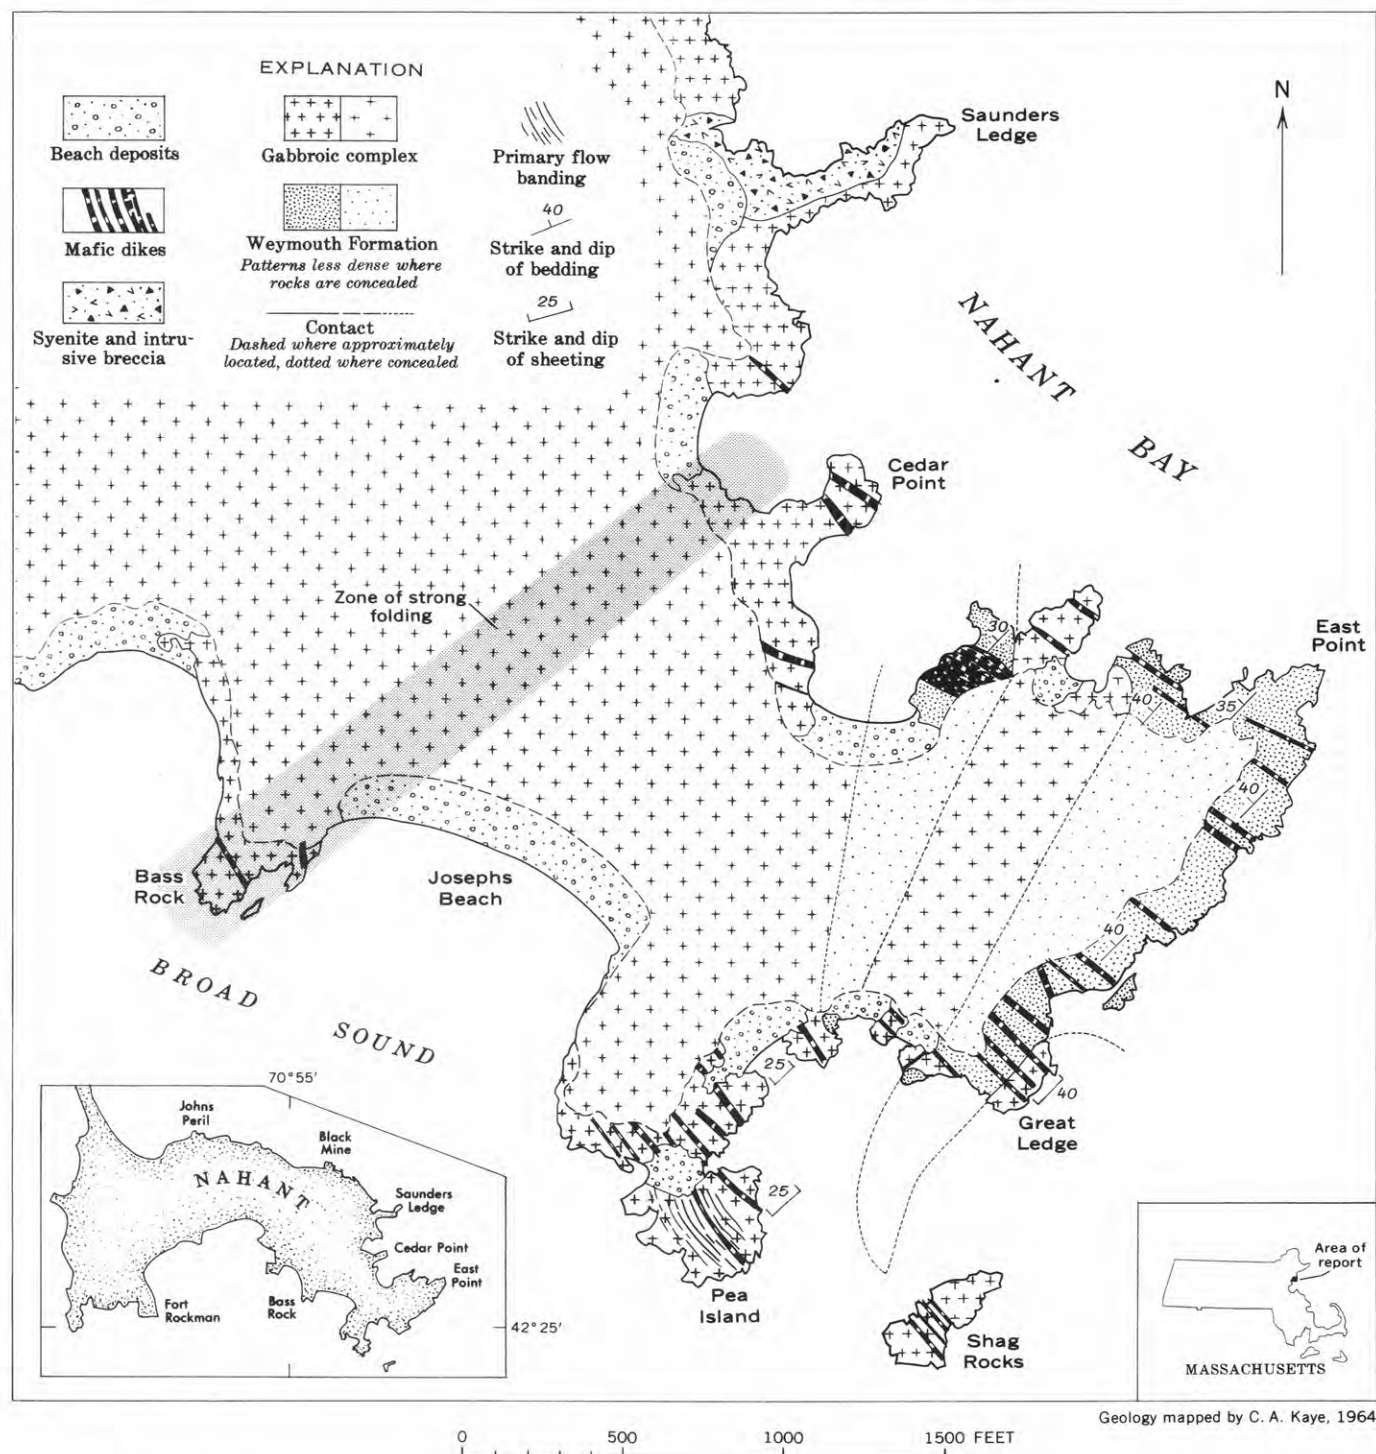 EXPLANATION
Beach deposits
Mafic dikes
Syenite and intru-
sive breccia
Gabbroic complex
Weymouth Formation
Patterns less dense where
rocks are concealed
Contact
Dashed where approximately
located, dotted where concealed
Primary flow
banding
40
Strike and dip
of bedding
25
Strike and dip
of sheeting
N
Saunders
Ledge
NAHANT BAY
Cedar
Point
Zone of strong
folding
30
East
Point
40
35
40
Bass
Rock
Josephs
Beach
40
BROAD SOUND
25
40
Great
Ledge
25
Pea
Island
Shag
Rocks
70°55'
Johns
Peril
Black
Mine
NAHANT
Saunders
Ledge
Cedar Point
East
Point
Fort
Rockman
Bass
Rock
42°25'
Area of
report
MASSACHUSETTS
Geology mapped by C. A. Kaye, 1964
0 500 1000 1500 FEET